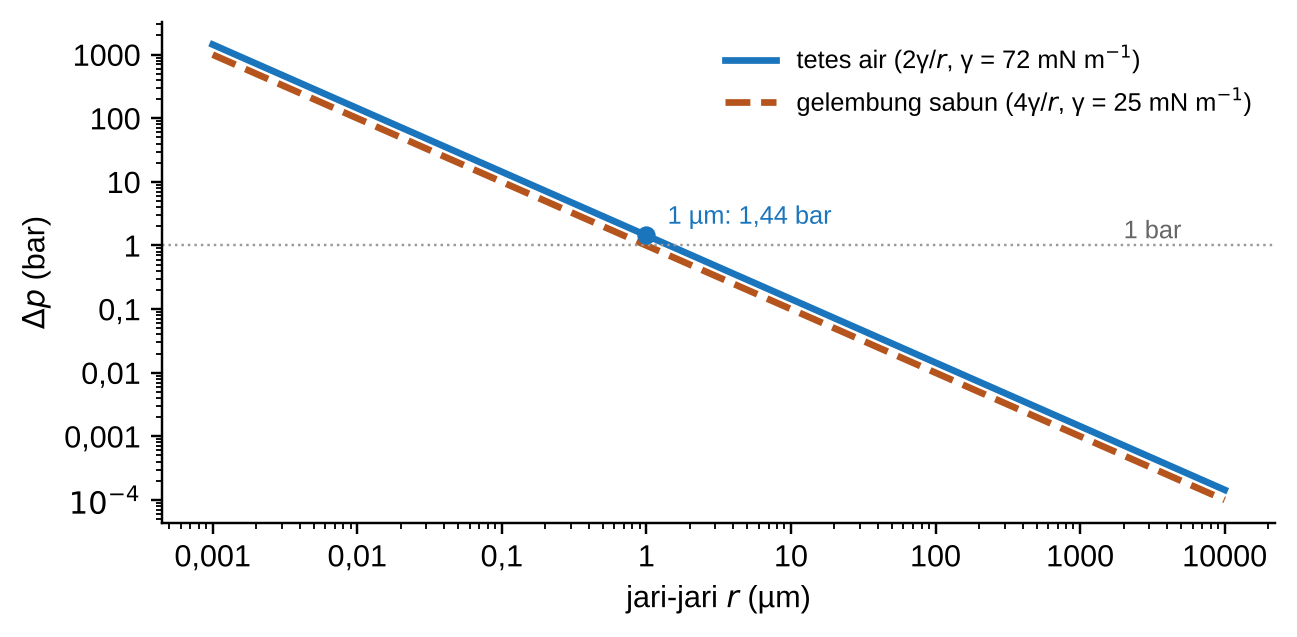 tetes air (2γ/r, γ = 72 mN m⁻¹)
gelembung sabun (4γ/r, γ = 25 mN m⁻¹)
1 µm: 1,44 bar
1 bar
Δp (bar)
1000
100
10
1
0,1
0,01
0,001
10⁻⁴
0,001 0,01 0,1 1 10 100 1000 10000
jari-jari r (µm)